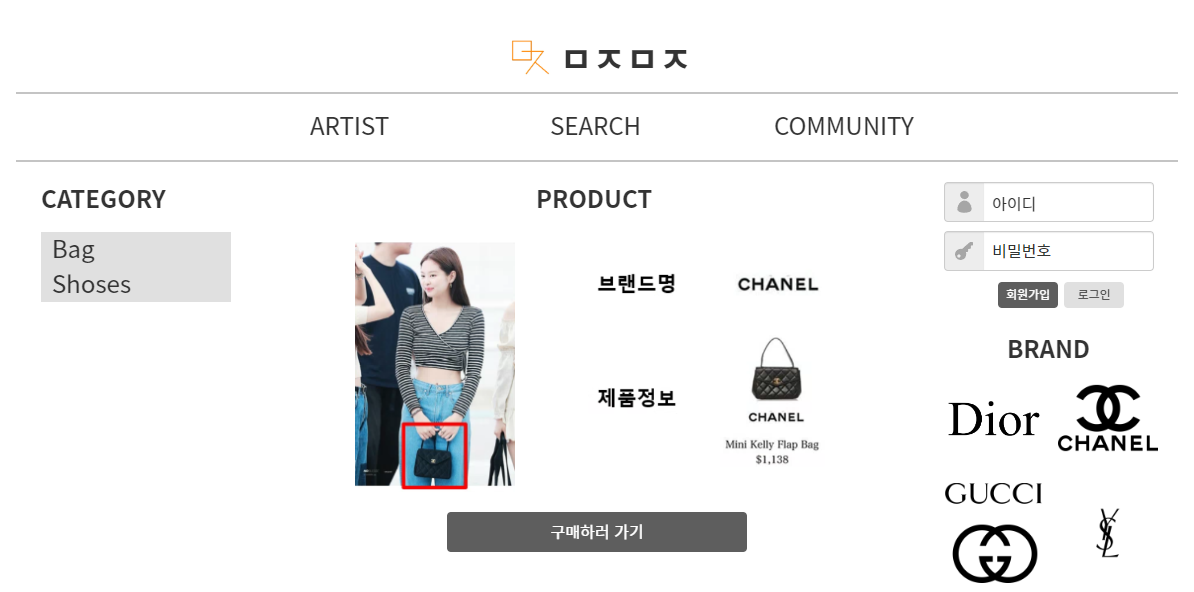 ㅁㅈㅁㅈ
ARTIST SEARCH COMMUNITY
CATEGORY
Bag
Shoses
PRODUCT
브랜드명 CHANEL
제품정보
CHANEL
Mini Kelly Flap Bag
$1,138
구매하러 가기
아이디
비밀번호
회원가입 로그인
BRAND
Dior
CHANEL
GUCCI
YSL